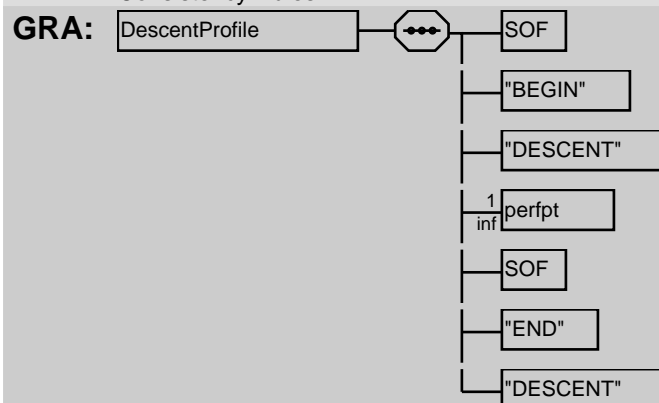 GRA: DescentProfile SOF
"BEGIN"
"DESCENT"
1
inf perfpt
SOF
"END"
"DESCENT"